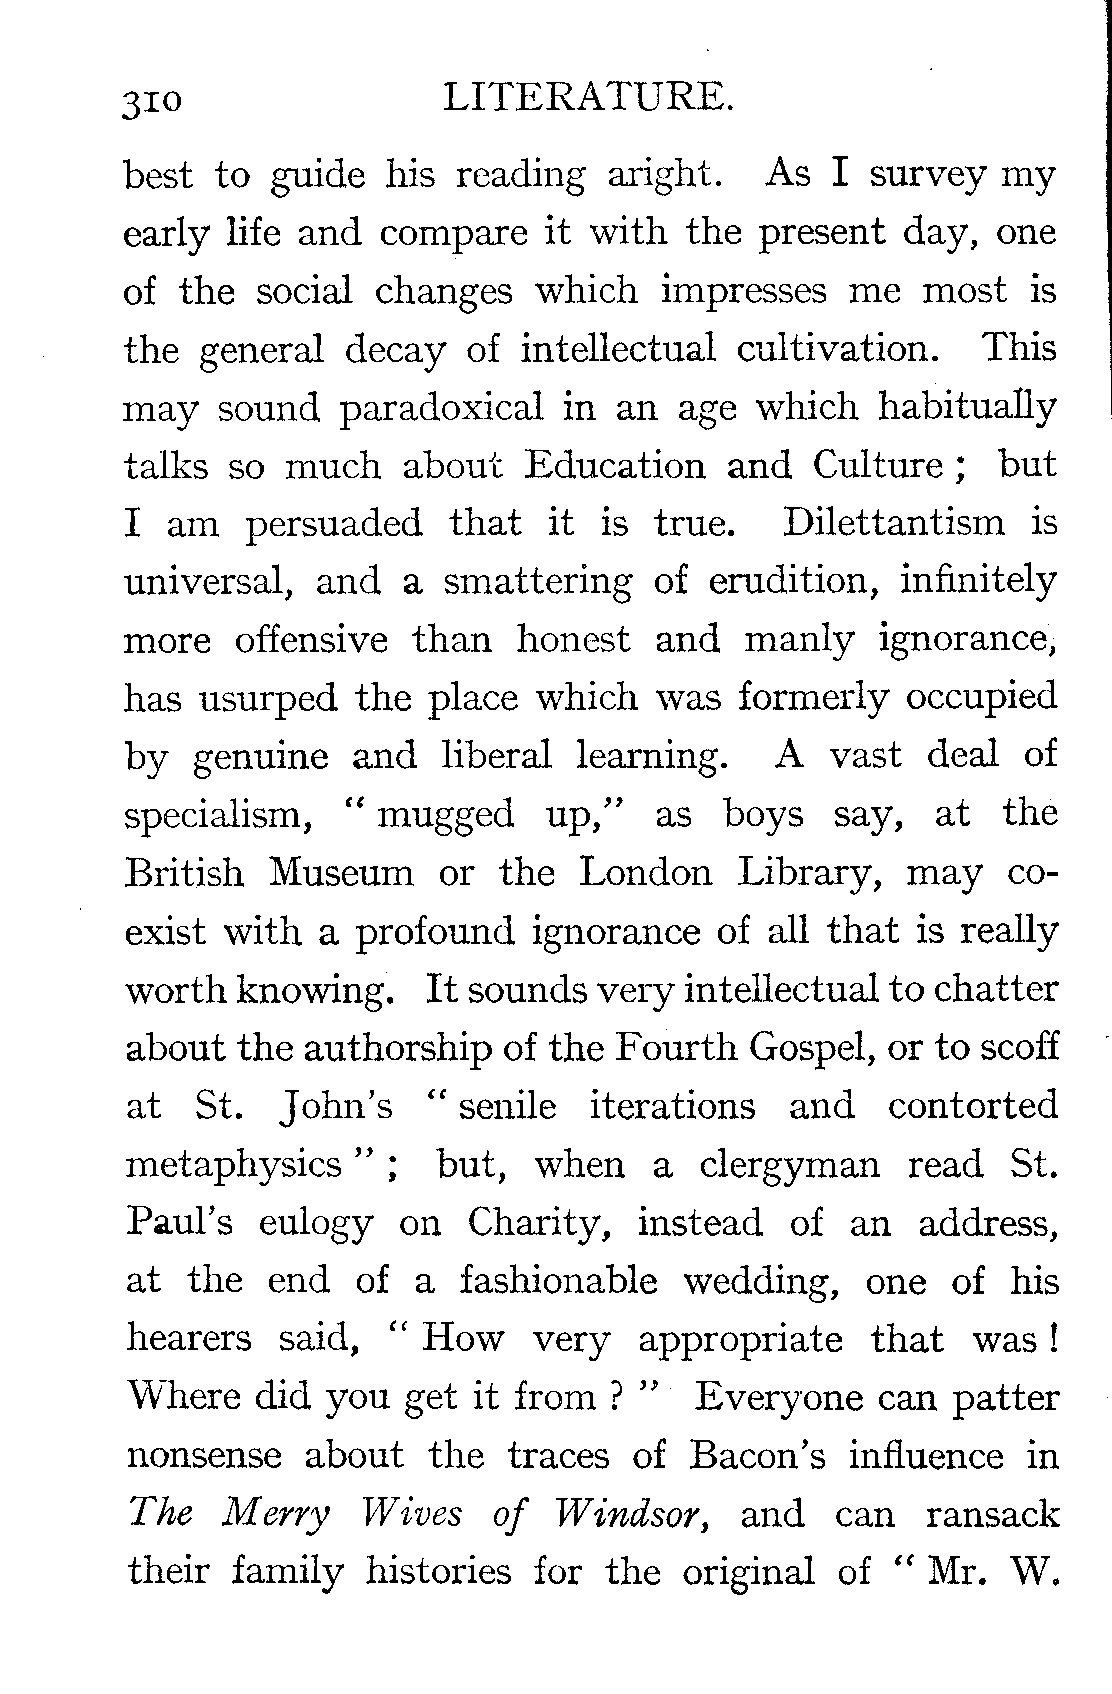 310 LITERATURE.
best to guide his reading aright. As I survey my
early life and compare it with the present day, one
of the social changes which impresses me most is
the general decay of intellectual cultivation. This
may sound paradoxical in an age which habitually
talks so much about Education and Culture ; but
I am persuaded that it is true. Dilettantism is
universal, and a smattering of erudition, infinitely
more offensive than honest and manly ignorance,
has usurped the place which was formerly occupied
by genuine and liberal learning. A vast deal of
specialism, “ mugged up,” as boys say, at the
British Museum or the London Library, may co-
exist with a profound ignorance of all that is really
worth knowing. It sounds very intellectual to chatter
about the authorship of the Fourth Gospel, or to scoff
at St. John’s “ senile iterations and contorted
metaphysics ” ; but, when a clergyman read St.
Paul’s eulogy on Charity, instead of an address,
at the end of a fashionable wedding, one of his
hearers said, “ How very appropriate that was !
Where did you get it from ? ” Everyone can patter
nonsense about the traces of Bacon’s influence in
The Merry Wives of Windsor, and can ransack
their family histories for the original of “ Mr. W.